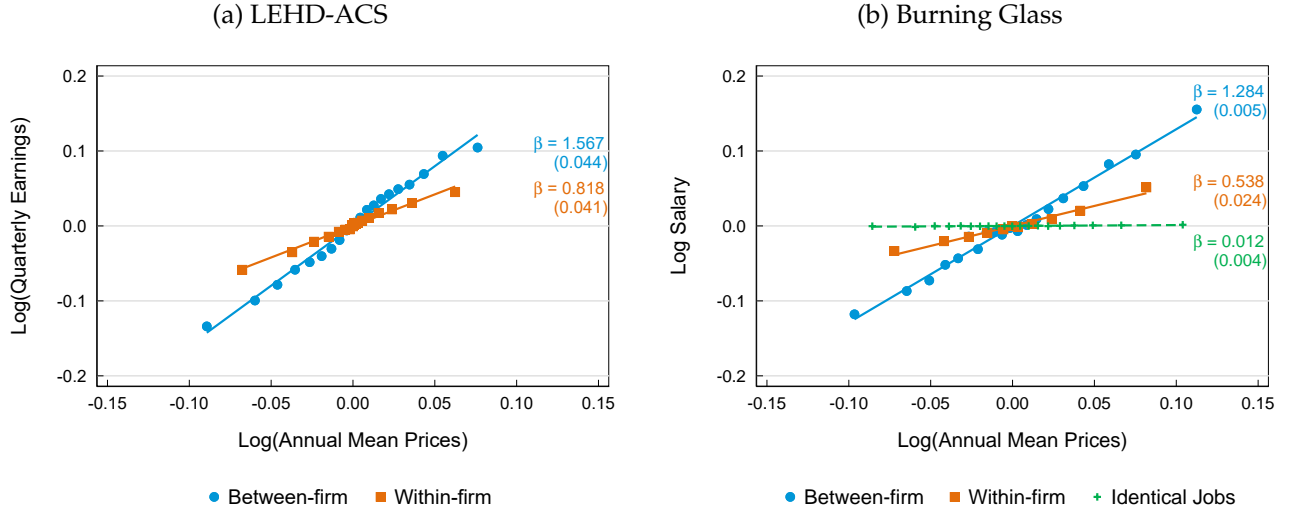 (a) LEHD-ACS
Log(Quarterly Earnings)
0.2
0.1
0.0
-0.1
-0.2
β = 1.567
(0.044)
β = 0.818
(0.041)
-0.15 -0.10 -0.05 0.00 0.05 0.10 0.15
Log(Annual Mean Prices)
Between-firm Within-firm
(b) Burning Glass
Log Salary
0.2
0.1
0.0
-0.1
-0.2
β = 1.284
(0.005)
β = 0.538
(0.024)
β = 0.012
(0.004)
-0.15 -0.10 -0.05 0.00 0.05 0.10 0.15
Log(Annual Mean Prices)
Between-firm Within-firm Identical Jobs